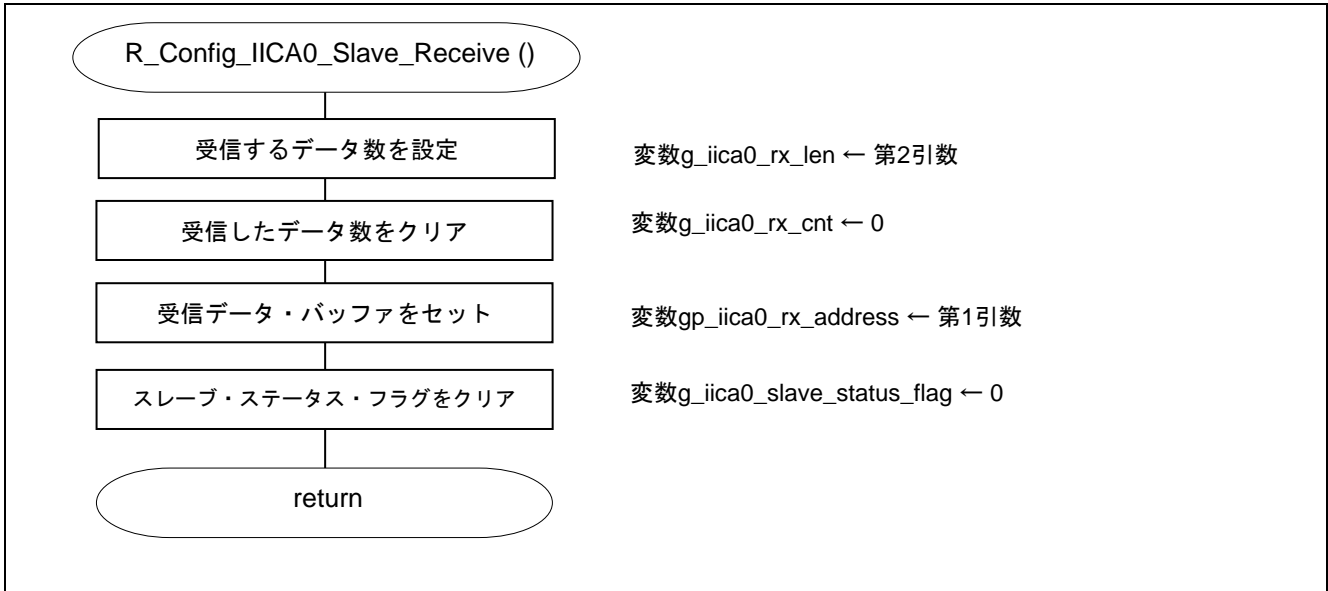 R_Config_IICA0_Slave_Receive ()
受信するデータ数を設定
変数g_iica0_rx_len ← 第2引数
受信したデータ数をクリア
変数g_iica0_rx_cnt ← 0
受信データ・バッファをセット
変数gp_iica0_rx_address ← 第1引数
スレーブ・ステータス・フラグをクリア
変数g_iica0_slave_status_flag ← 0
return